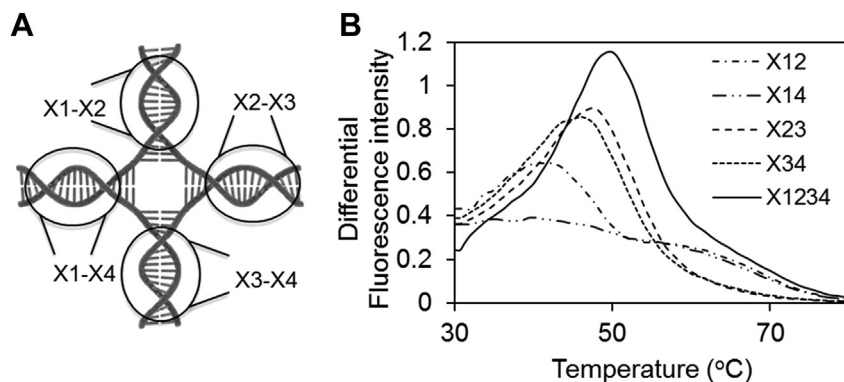 A
X1-X2
X2-X3
X1-X4
X3-X4
B
Differential
Fluorescence intensity
1.2
1
0.8
0.6
0.4
0.2
0
30
50
70
Temperature (°C)
X12
X14
X23
X34
X1234